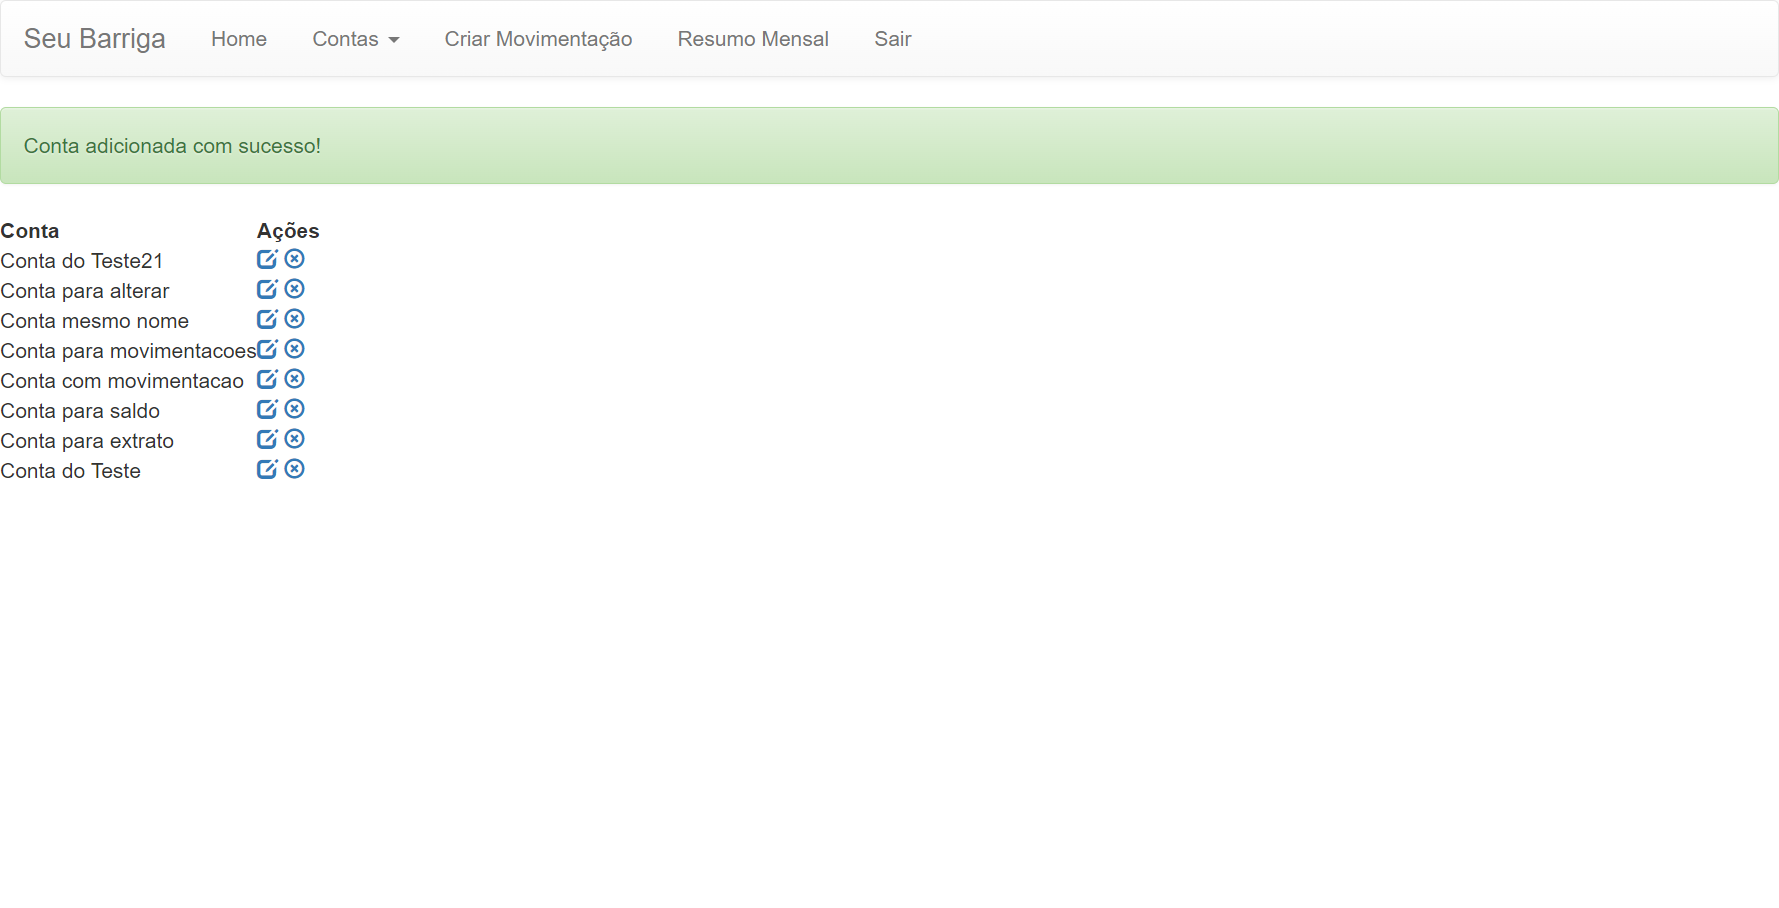 Seu Barriga Home Contas Criar Movimentação Resumo Mensal Sair
Conta adicionada com sucesso!
Conta Ações
Conta do Teste21
Conta para alterar
Conta mesmo nome
Conta para movimentacoes
Conta com movimentacao
Conta para saldo
Conta para extrato
Conta do Teste